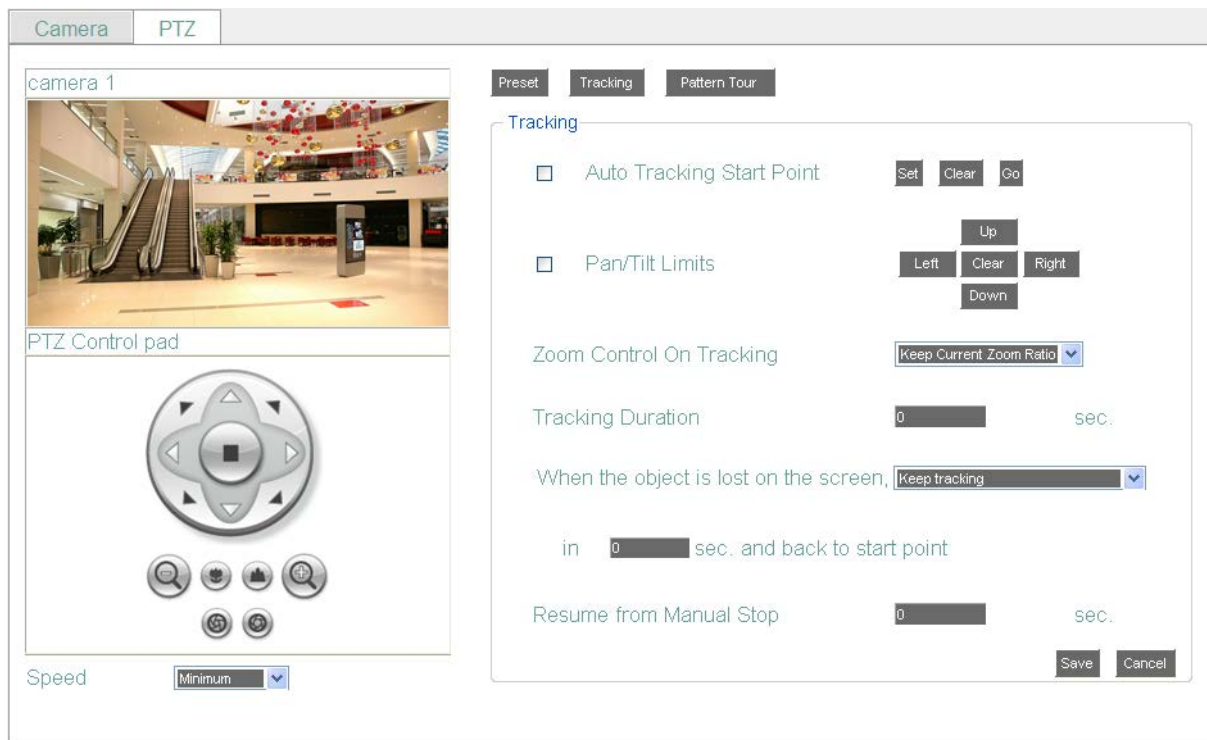 Camera PTZ
camera 1
PTZ Control pad
Speed Minimum
Preset Tracking Pattern Tour
Tracking
Auto Tracking Start Point Set Clear Go
Up
Pan/Tilt Limits Left Clear Right
Down
Zoom Control On Tracking Keep Current Zoom Ratio
Tracking Duration 0 sec.
When the object is lost on the screen, Keep tracking
in 0 sec. and back to start point
Resume from Manual Stop 0 sec.
Save Cancel